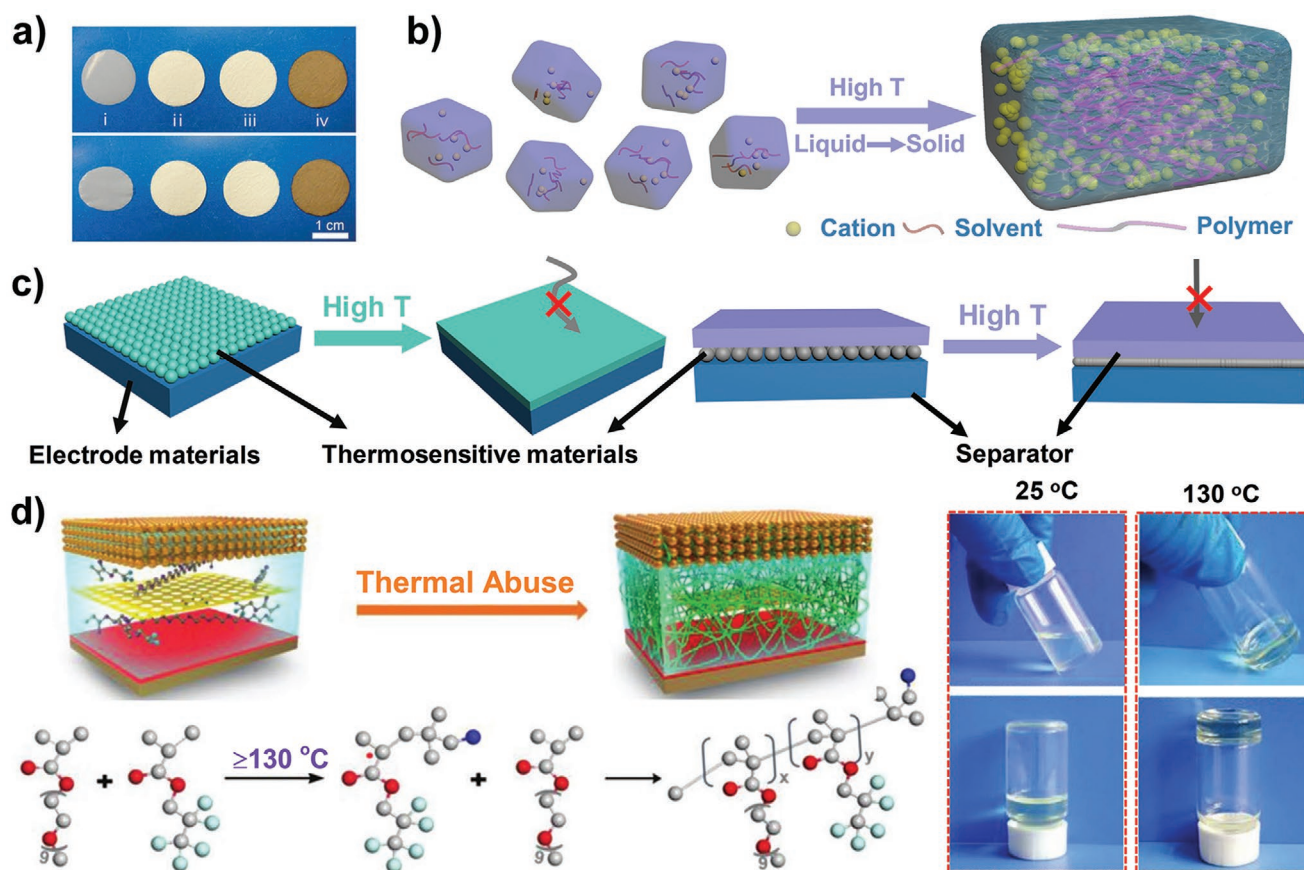 a)
i
ii
iii
iv
1 cm
b)
High T
Liquid→Solid
Cation
Solvent
Polymer
c)
High T
High T
Electrode materials
Thermosensitive materials
Separator
d)
Thermal Abuse
25 °C
130 °C
+
≥130 °C
+
9
9
x
y
9